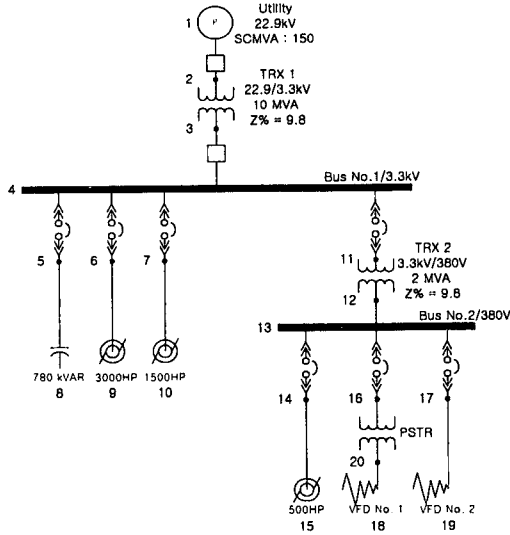 Utility
1
P
22.9kV
SCMVA : 150
2
TRX 1
22.9/3.3kV
10 MVA
Z% = 9.8
3
Bus No.1/3.3kV
4
5
6
7
11
TRX 2
3.3kV/380V
2 MVA
Z% = 9.8
12
Bus No.2/380V
13
780 kVAR
3000HP
1500HP
8
9
10
14
16
17
PSTR
20
500HP
VFD No. 1
VFD No. 2
15
18
19